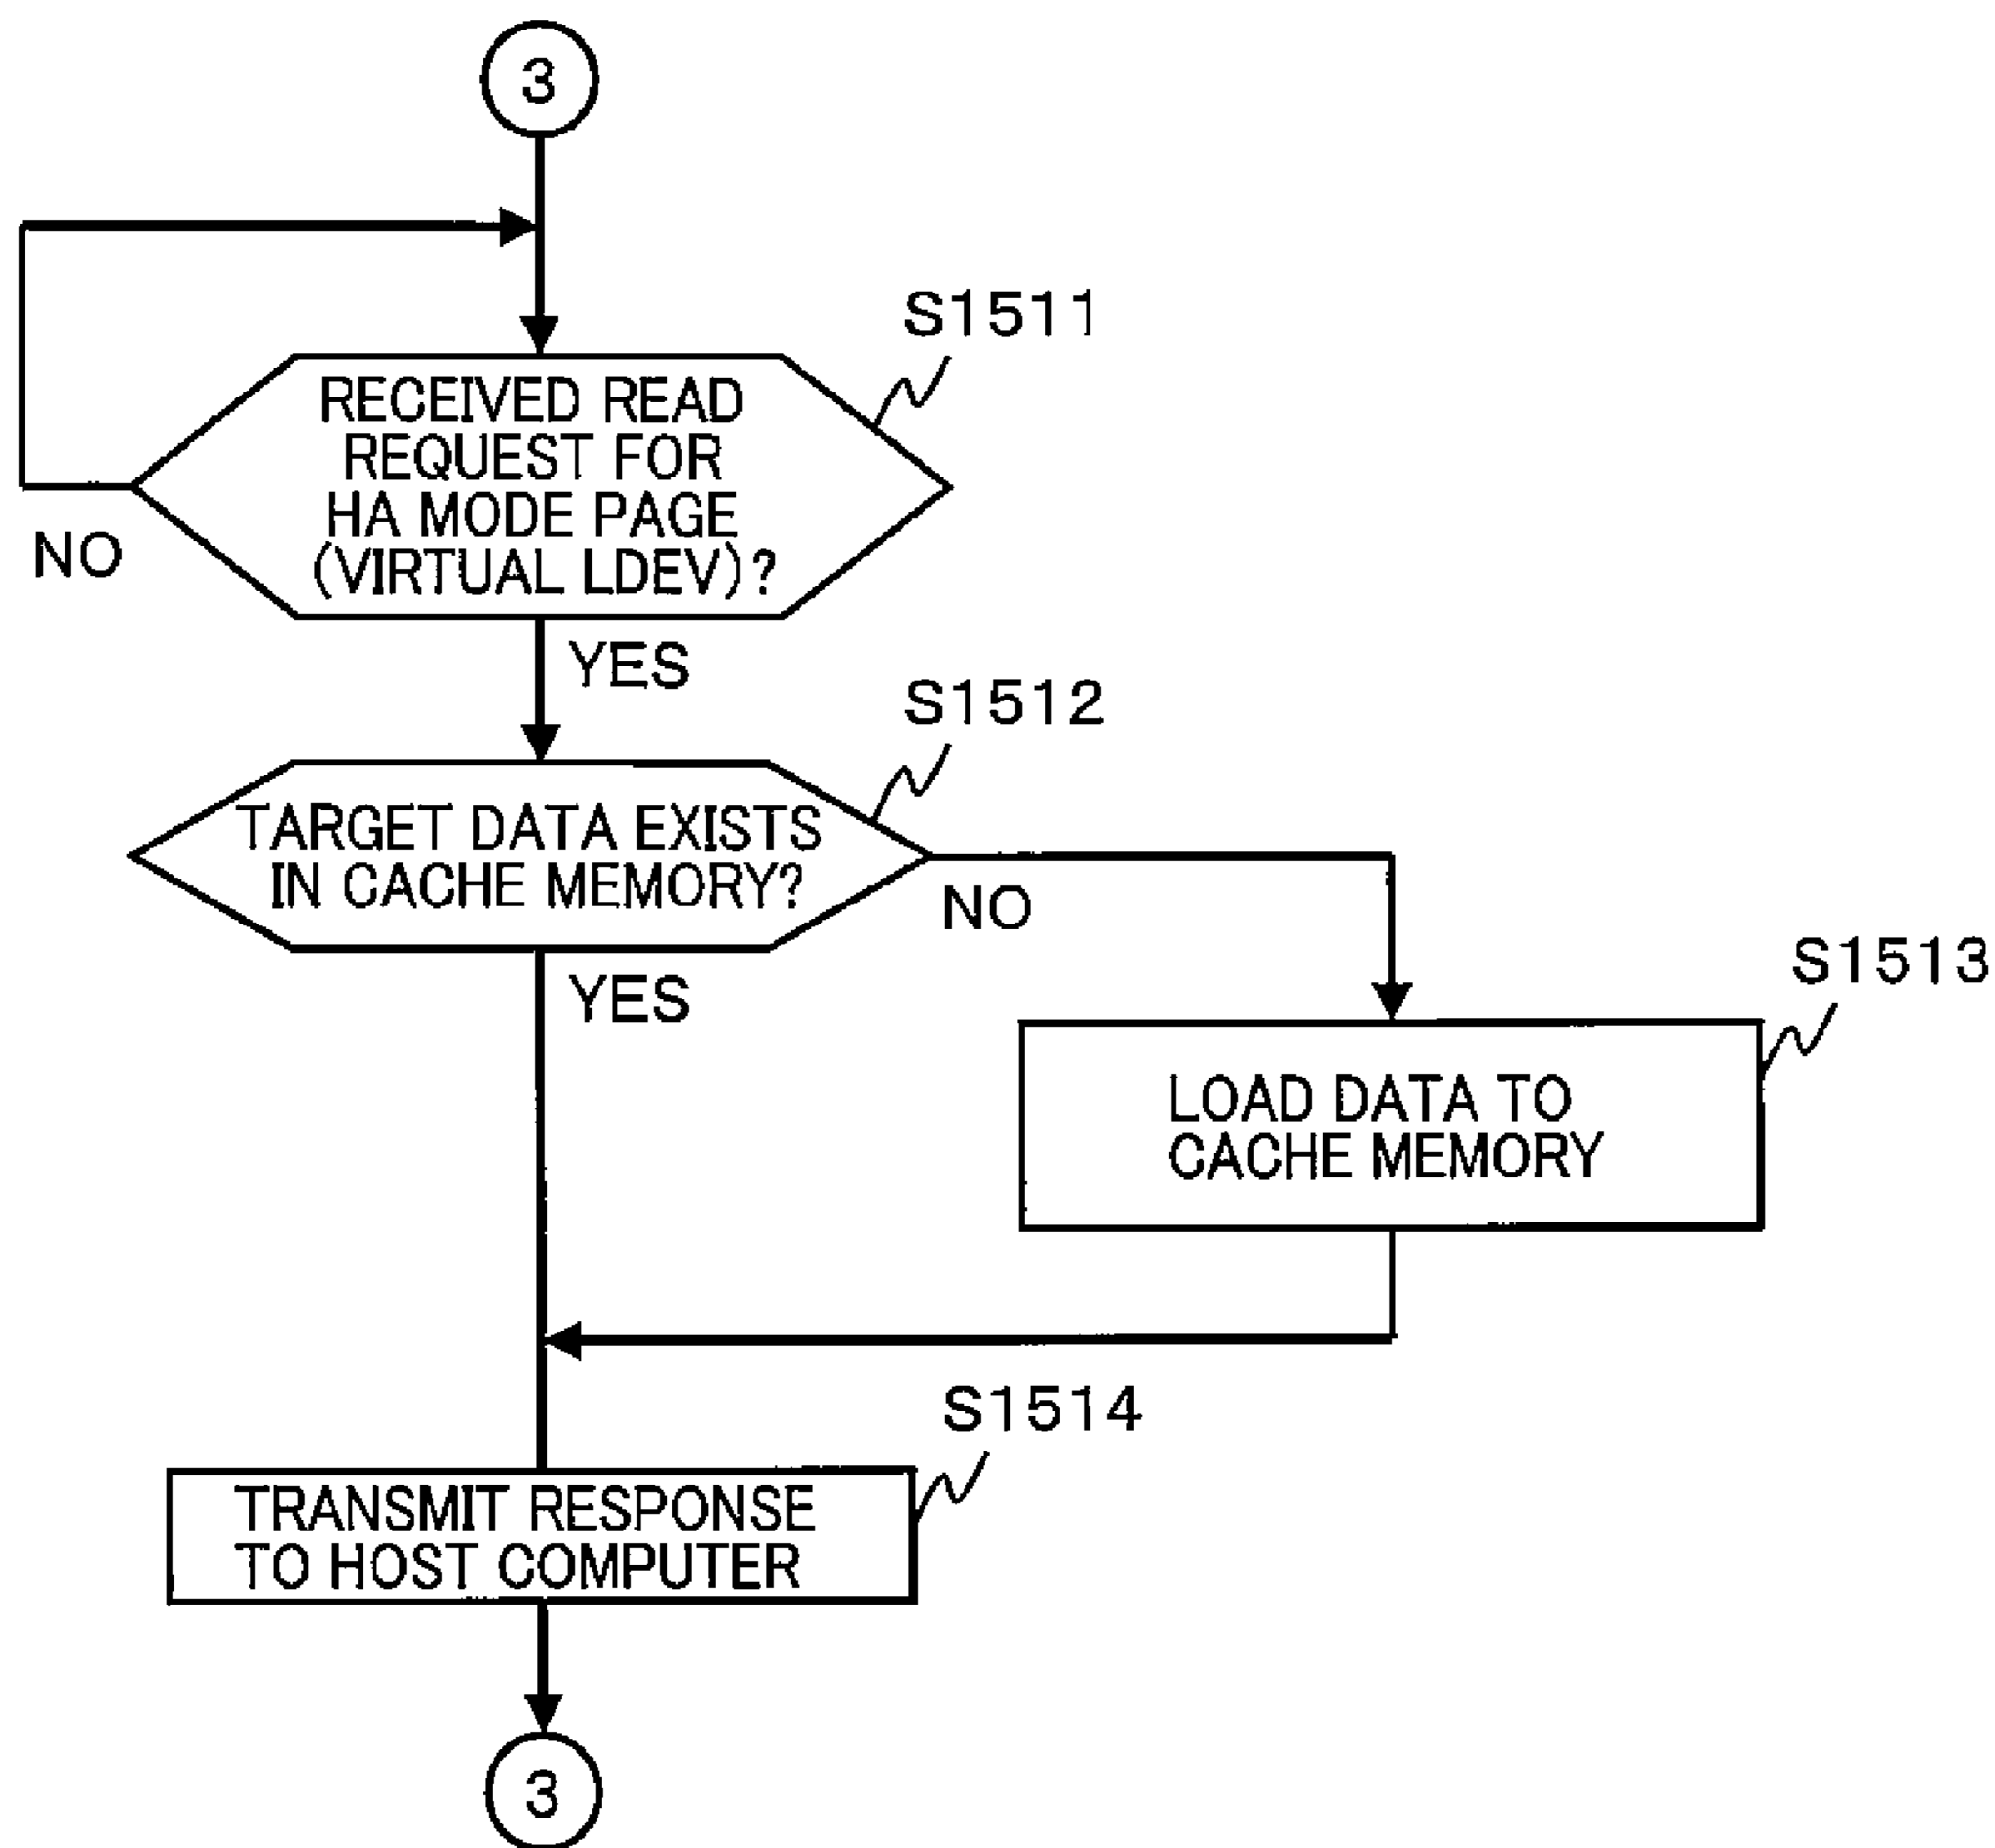 3
S1511
RECEIVED READ
REQUEST FOR
HA MODE PAGE
(VIRTUAL LDEV)?
NO
YES
S1512
TARGET DATA EXISTS
IN CACHE MEMORY?
NO
YES
S1513
LOAD DATA TO
CACHE MEMORY
S1514
TRANSMIT RESPONSE
TO HOST COMPUTER
3